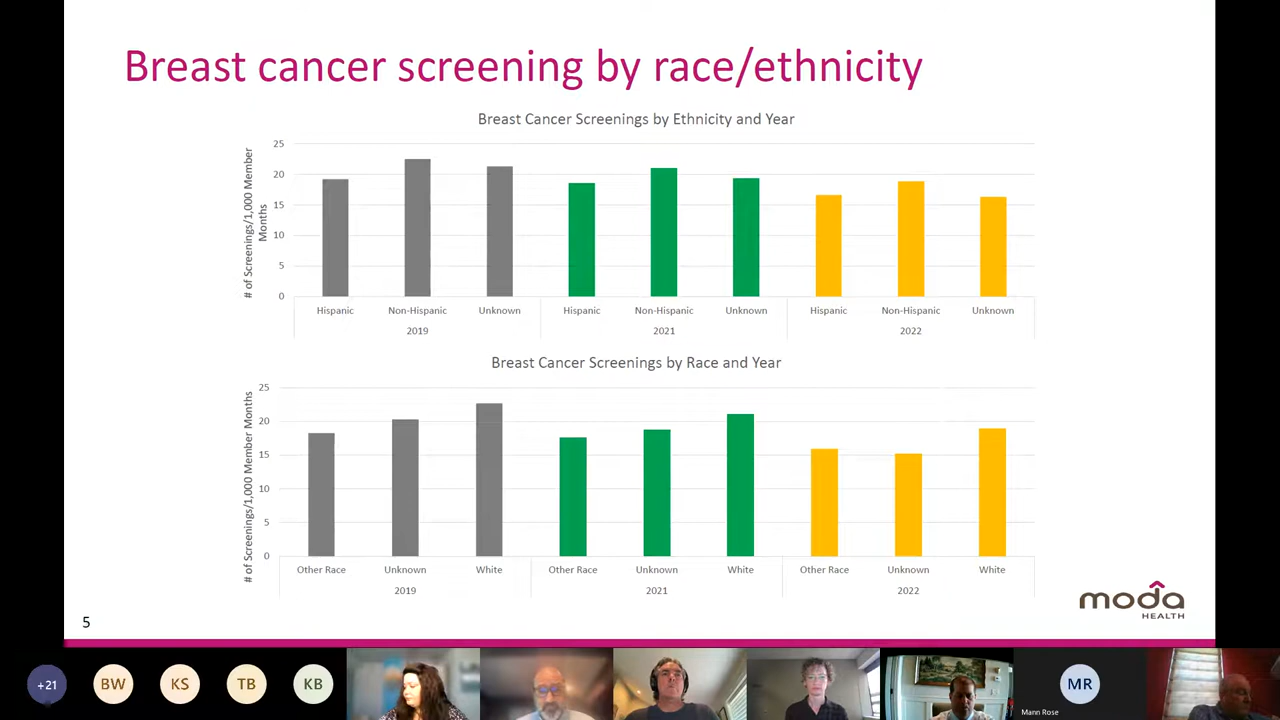 Breast cancer screening by race/ethnicity
Breast Cancer Screenings by Ethnicity and Year
# of Screenings/1,000 Member
Months
25
20
15
10
5
0
Hispanic Non-Hispanic Unknown Hispanic Non-Hispanic Unknown Hispanic Non-Hispanic Unknown
2019 2021 2022
Breast Cancer Screenings by Race and Year
# of Screenings/1,000 Member Months
25
20
15
10
5
0
Other Race Unknown White Other Race Unknown White Other Race Unknown White
2019 2021 2022
moda
HEALTH
5
+21 BW KS TB KB MR
Mann Rose